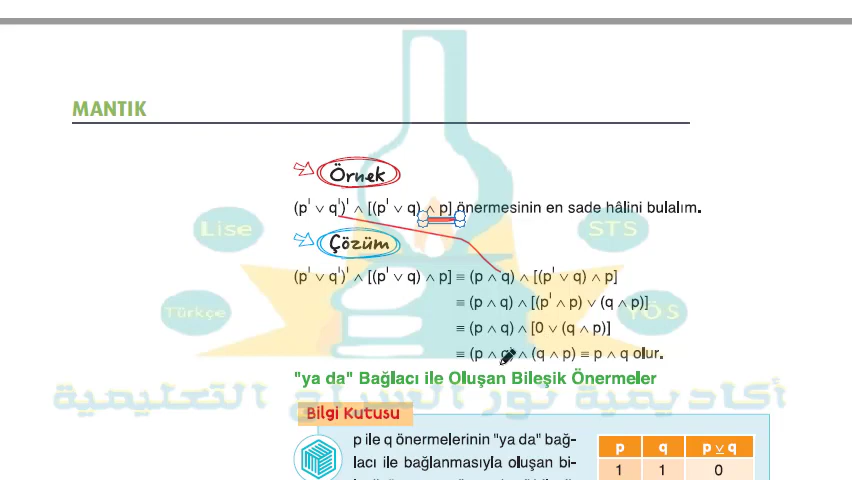 MANTIK
Örnek
(pˈ ∨ qˈ)ˈ ∧ [(pˈ ∨ q) ∧ p] önermesinin en sade hâlini bulalım.
Lise
STS
Çözüm
(pˈ ∨ qˈ)ˈ ∧ [(pˈ ∨ q) ∧ p] ≡ (p ∧ q) ∧ [(pˈ ∨ q) ∧ p]
≡ (p ∧ q) ∧ [(pˈ ∧ p) ∨ (q ∧ p)]
Türkçe
YÖS
≡ (p ∧ q) ∧ [0 ∨ (q ∧ p)]
≡ (p ∧ q) ∧ (q ∧ p) ≡ p ∧ q olur.
"ya da" Bağlacı ile Oluşan Bileşik Önermeler
أكاديمية نور السراج التعليمية
Bilgi Kutusu
p ile q önermelerinin "ya da" bağ-
lacı ile bağlanmasıyla oluşan bi-
p q p ⊻ q
1 1 0